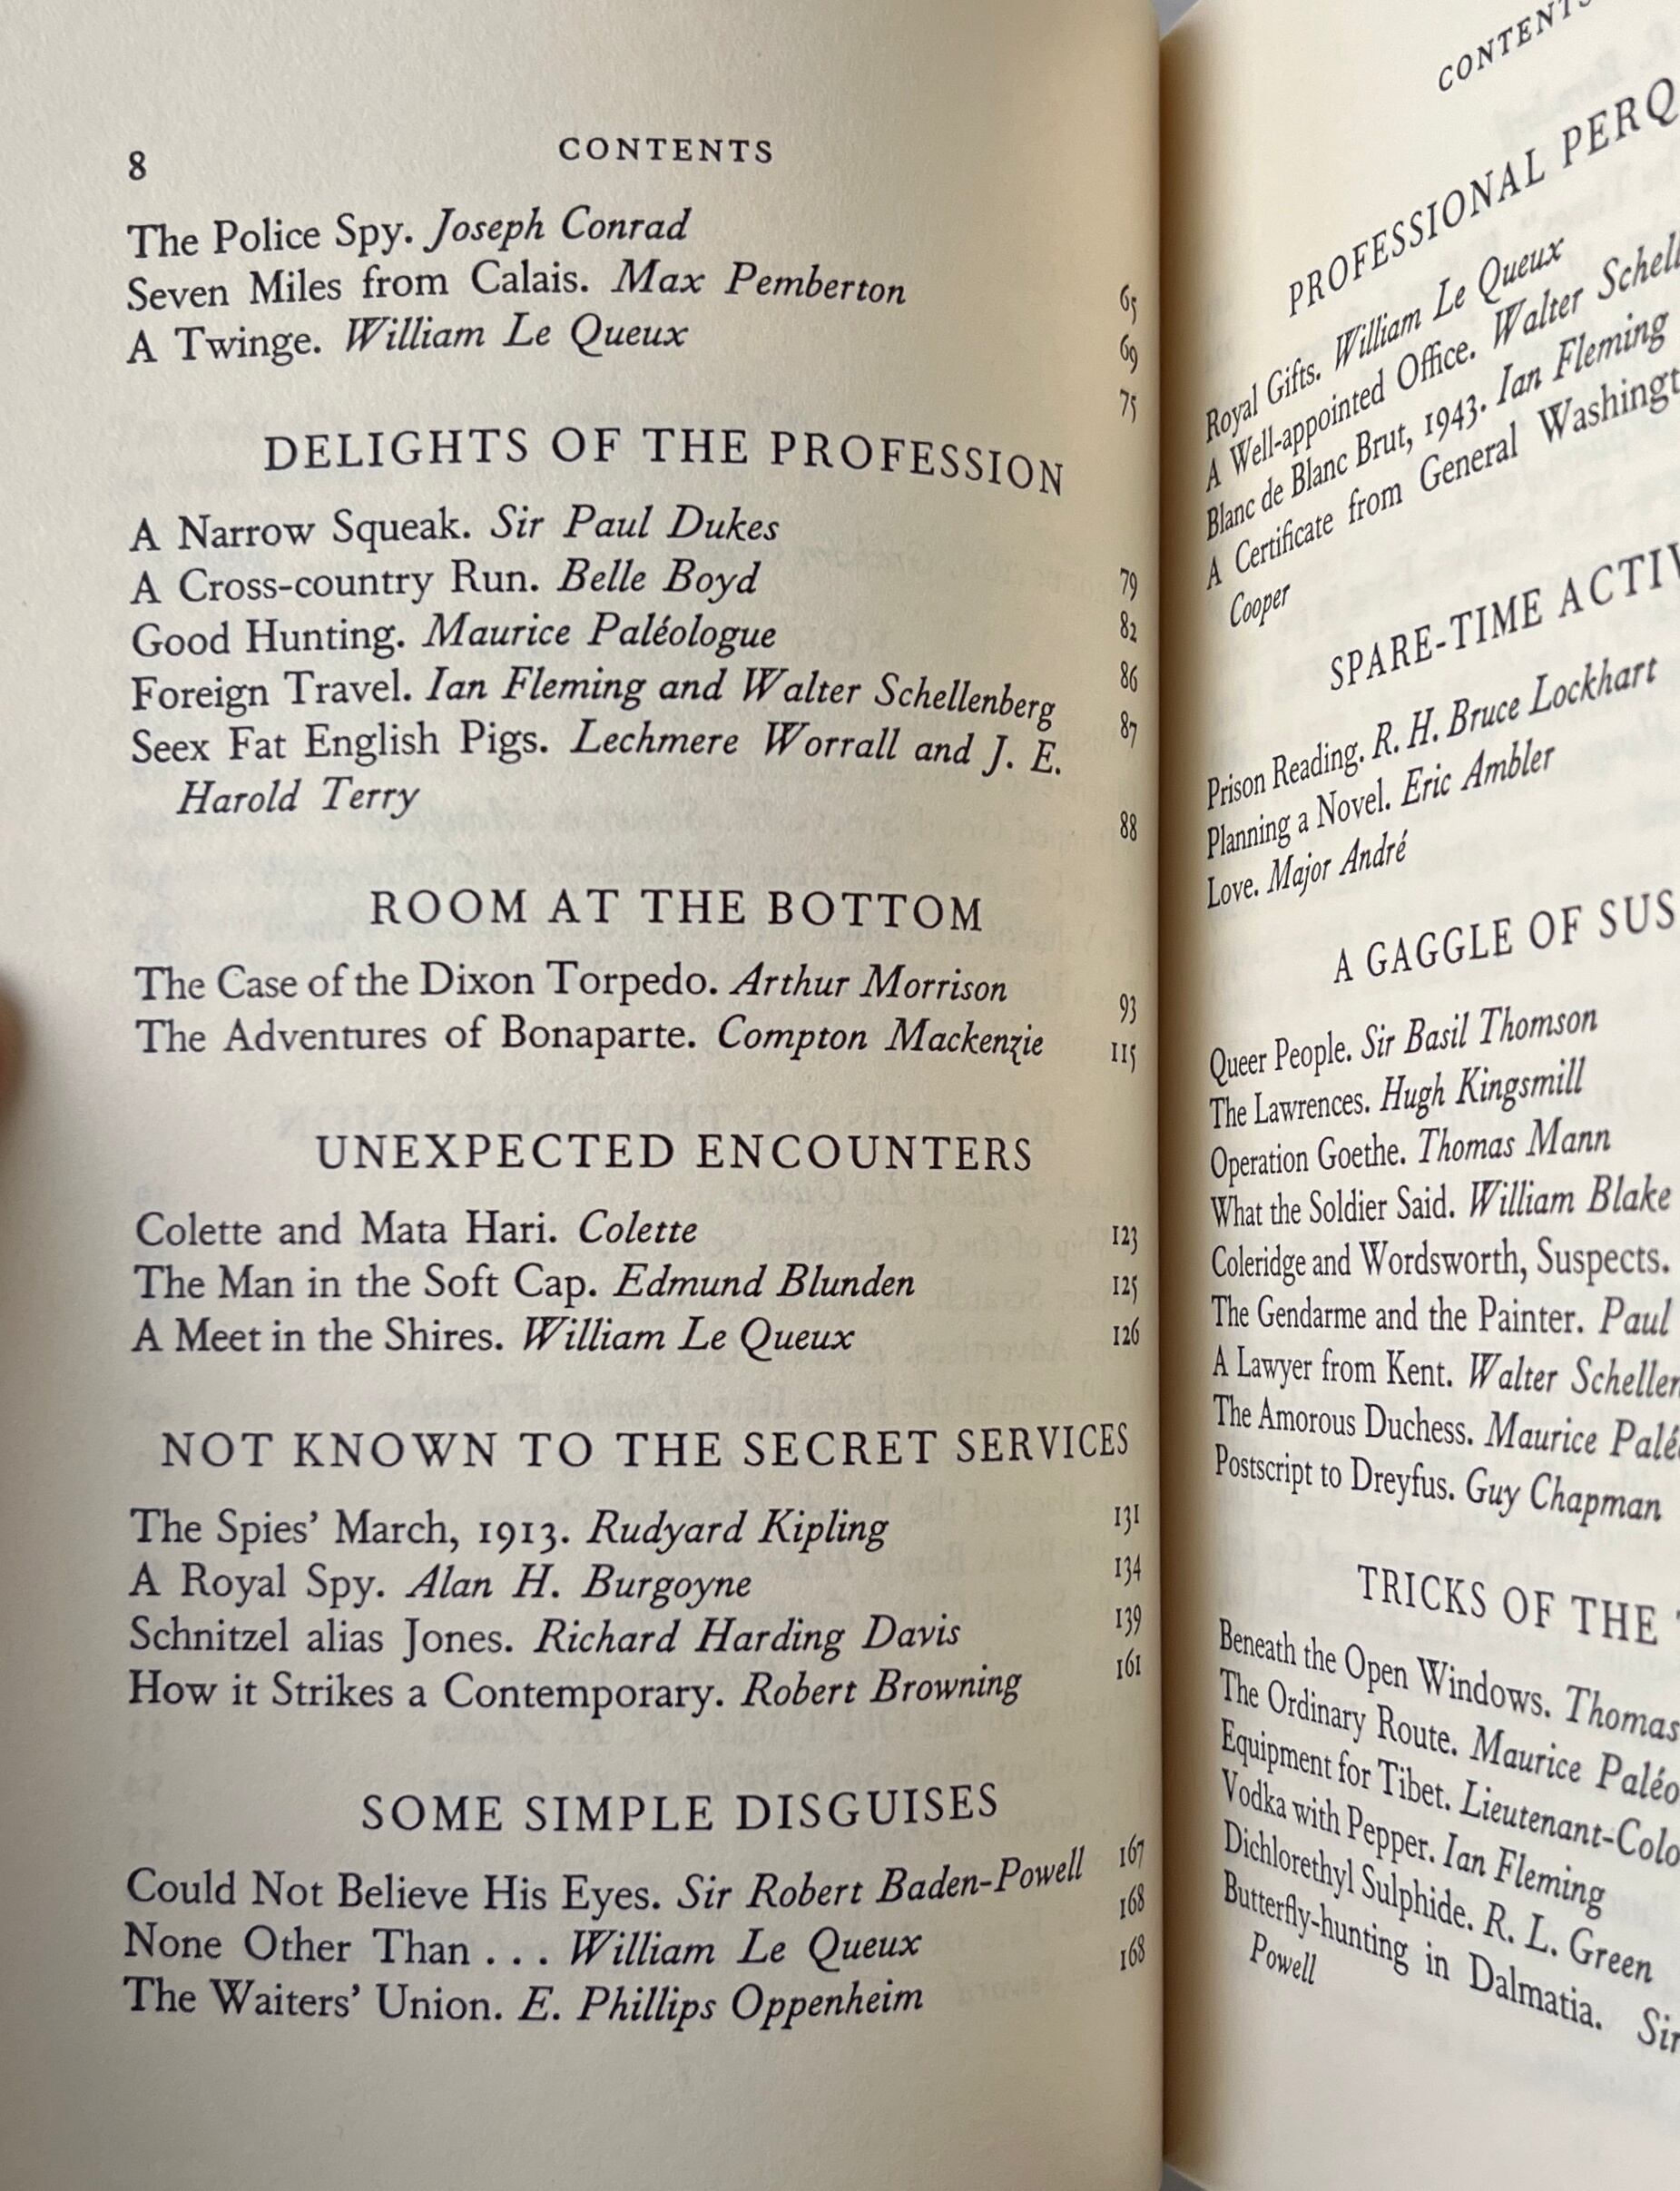 8 CONTENTS
The Police Spy. Joseph Conrad 65
Seven Miles from Calais. Max Pemberton 69
A Twinge. William Le Queux 75
DELIGHTS OF THE PROFESSION
A Narrow Squeak. Sir Paul Dukes 79
A Cross-country Run. Belle Boyd 82
Good Hunting. Maurice Paléologue 86
Foreign Travel. Ian Fleming and Walter Schellenberg 87
Seex Fat English Pigs. Lechmere Worrall and J. E.
Harold Terry 88
ROOM AT THE BOTTOM
The Case of the Dixon Torpedo. Arthur Morrison 93
The Adventures of Bonaparte. Compton Mackenzie 115
UNEXPECTED ENCOUNTERS
Colette and Mata Hari. Colette 123
The Man in the Soft Cap. Edmund Blunden 125
A Meet in the Shires. William Le Queux 126
NOT KNOWN TO THE SECRET SERVICES
The Spies' March, 1913. Rudyard Kipling 131
A Royal Spy. Alan H. Burgoyne 134
Schnitzel alias Jones. Richard Harding Davis 139
How it Strikes a Contemporary. Robert Browning 161
SOME SIMPLE DISGUISES
Could Not Believe His Eyes. Sir Robert Baden-Powell 167
None Other Than . . . William Le Queux 168
The Waiters' Union. E. Phillips Oppenheim 168
CONTENTS
PROFESSIONAL PERQ
Royal Gifts. William Le Queux
A Well-appointed Office. Walter Schell
Blanc de Blanc Brut, 1943. Ian Fleming
A Certificate from General Washingt
Cooper
SPARE-TIME ACTIV
Prison Reading. R. H. Bruce Lockhart
Planning a Novel. Eric Ambler
Love. Major André
A GAGGLE OF SUS
Queer People. Sir Basil Thomson
The Lawrences. Hugh Kingsmill
Operation Goethe. Thomas Mann
What the Soldier Said. William Blake
Coleridge and Wordsworth, Suspects.
The Gendarme and the Painter. Paul
A Lawyer from Kent. Walter Schellen
The Amorous Duchess. Maurice Palé
Postscript to Dreyfus. Guy Chapman
TRICKS OF THE
Beneath the Open Windows. Thomas
The Ordinary Route. Maurice Paléo
Equipment for Tibet. Lieutenant-Colo
Vodka with Pepper. Ian Fleming
Dichlorethyl Sulphide. R. L. Green
Butterfly-hunting in Dalmatia. Sir
Powell